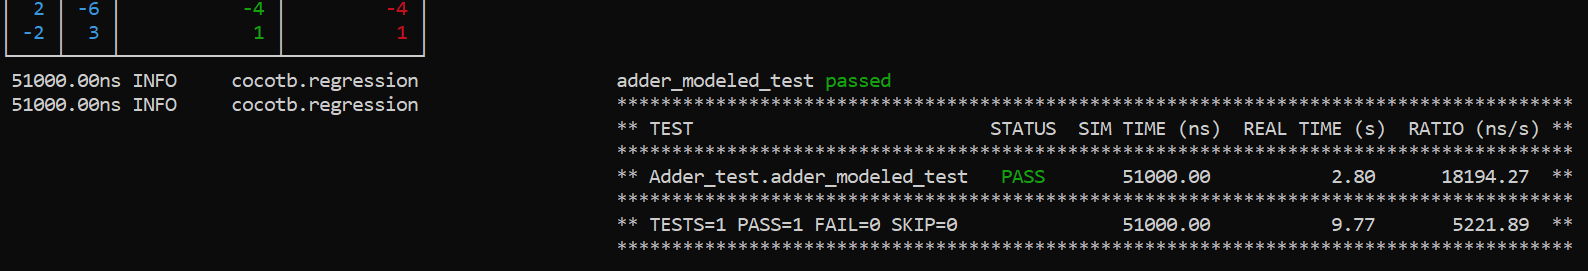 2 -6 -4 -4
-2 3 1 1
51000.00ns INFO cocotb.regression adder_modeled_test passed
51000.00ns INFO cocotb.regression ***************************************************************************************
** TEST STATUS SIM TIME (ns) REAL TIME (s) RATIO (ns/s) **
***************************************************************************************
** Adder_test.adder_modeled_test PASS 51000.00 2.80 18194.27 **
***************************************************************************************
** TESTS=1 PASS=1 FAIL=0 SKIP=0 51000.00 9.77 5221.89 **
***************************************************************************************